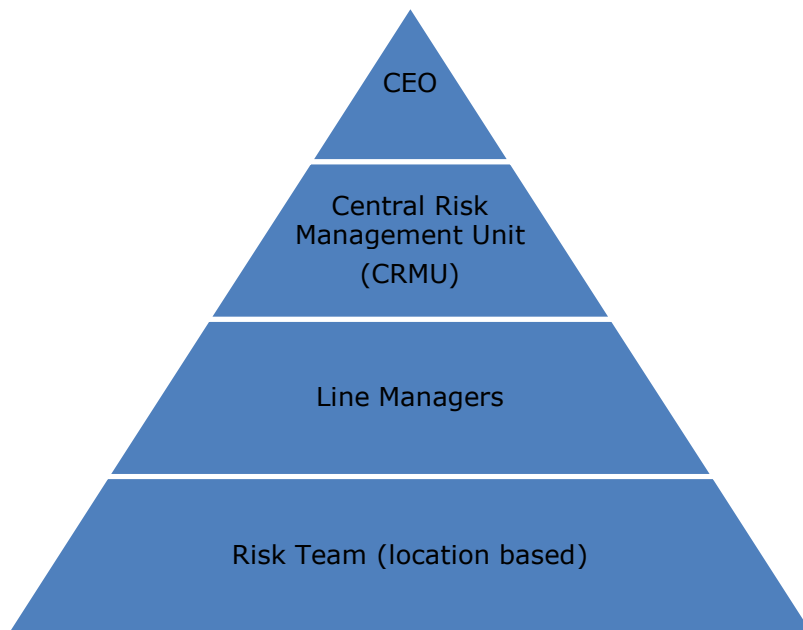 CEO
Central Risk
Management Unit
(CRMU)
Line Managers
Risk Team (location based)